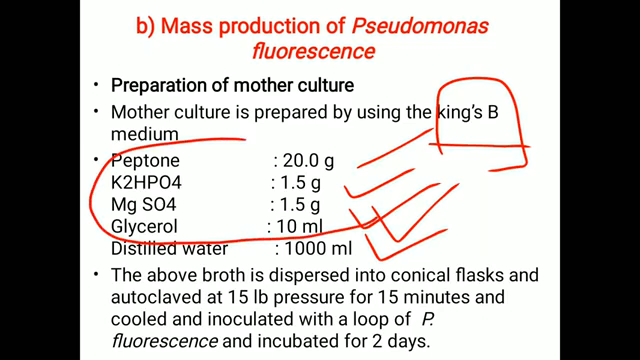 b) Mass production of Pseudomonas
fluorescence
• Preparation of mother culture
• Mother culture is prepared by using the king's B
medium
• Peptone : 20.0 g
K2HPO4 : 1.5 g
Mg SO4 : 1.5 g
Glycerol : 10 ml
Distilled water : 1000 ml
• The above broth is dispersed into conical flasks and
autoclaved at 15 lb pressure for 15 minutes and
cooled and inoculated with a loop of P.
fluorescence and incubated for 2 days.